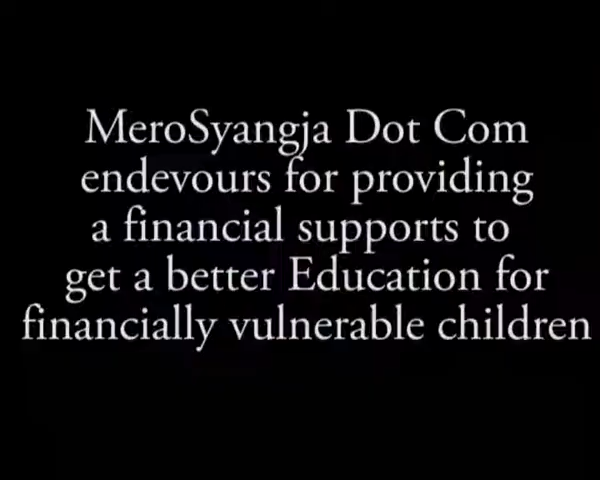 MeroSyangja Dot Com
endevours for providing
a financial supports to
get a better Education for
financially vulnerable children